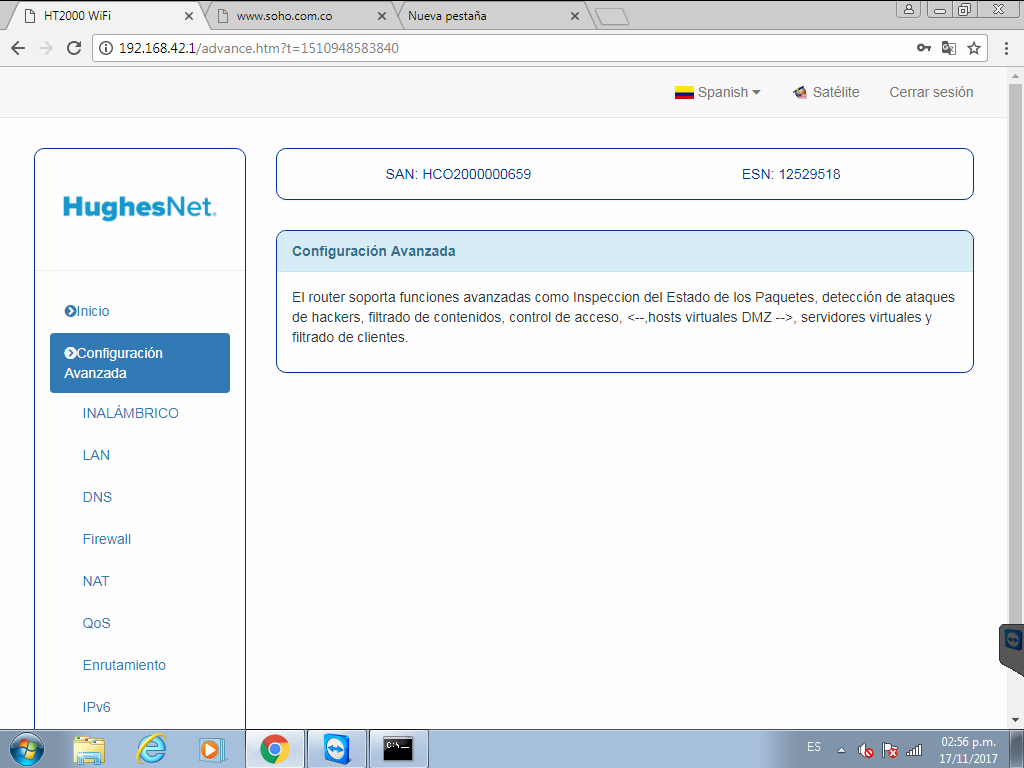 HT2000 WiFi
www.soho.com.co
Nueva pestaña
192.168.42.1/advance.htm?t=1510948583840
Spanish
Satélite
Cerrar sesión
HughesNet.
SAN: HCO2000000659
ESN: 12529518
Configuración Avanzada
El router soporta funciones avanzadas como Inspeccion del Estado de los Paquetes, detección de ataques
de hackers, filtrado de contenidos, control de acceso, <--,hosts virtuales DMZ -->, servidores virtuales y
filtrado de clientes.
Inicio
Configuración
Avanzada
INALÁMBRICO
LAN
DNS
Firewall
NAT
QoS
Enrutamiento
IPv6
C:\_
ES
02:56 p.m.
17/11/2017